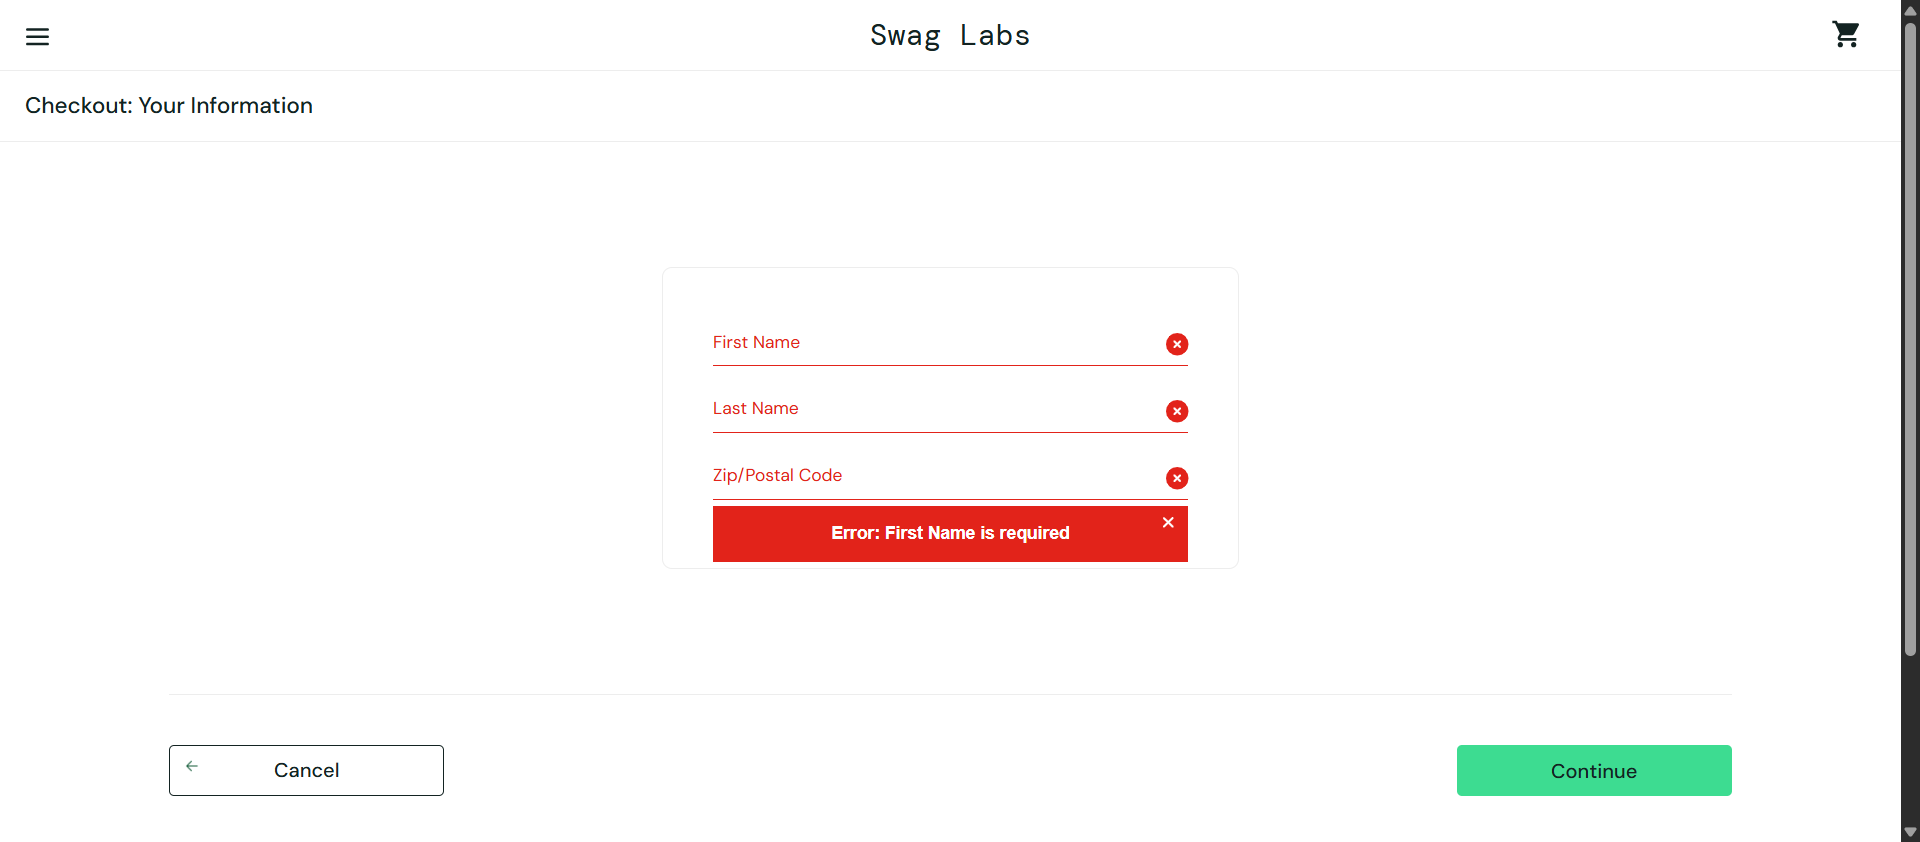 Swag Labs
Checkout: Your Information
First Name
Last Name
Zip/Postal Code
Error: First Name is required
Cancel
Continue